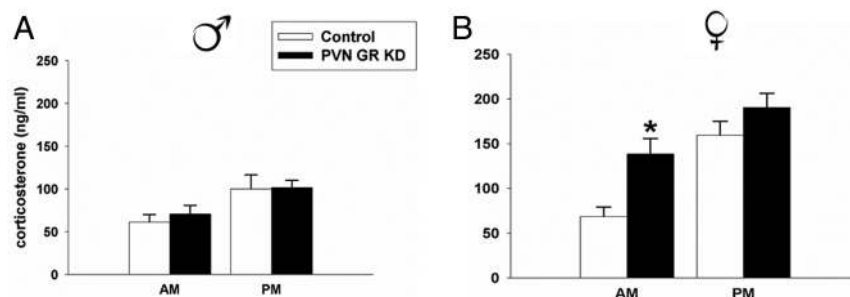 A
Control
PVN GR KD
250
200
150
100
50
0
corticosterone (ng/ml)
AM PM
B
250
200
150
100
50
0
*
AM PM